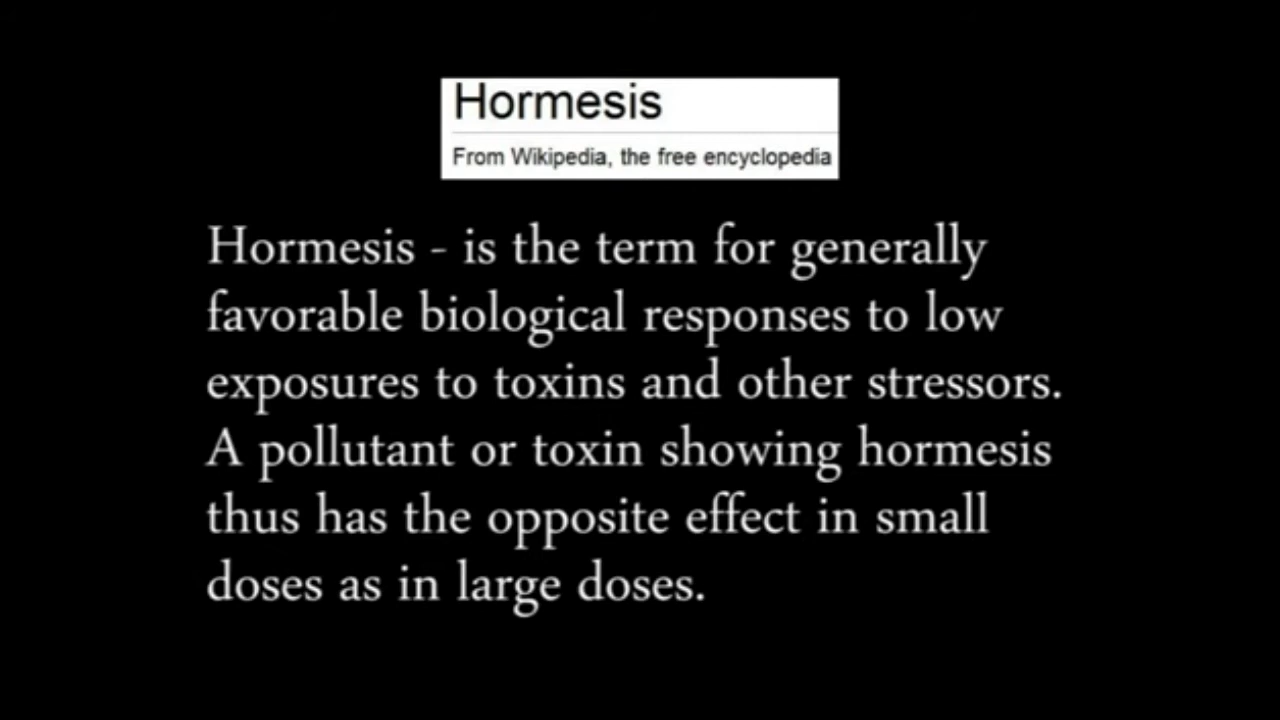 Hormesis
From Wikipedia, the free encyclopedia
Hormesis - is the term for generally
favorable biological responses to low
exposures to toxins and other stressors.
A pollutant or toxin showing hormesis
thus has the opposite effect in small
doses as in large doses.